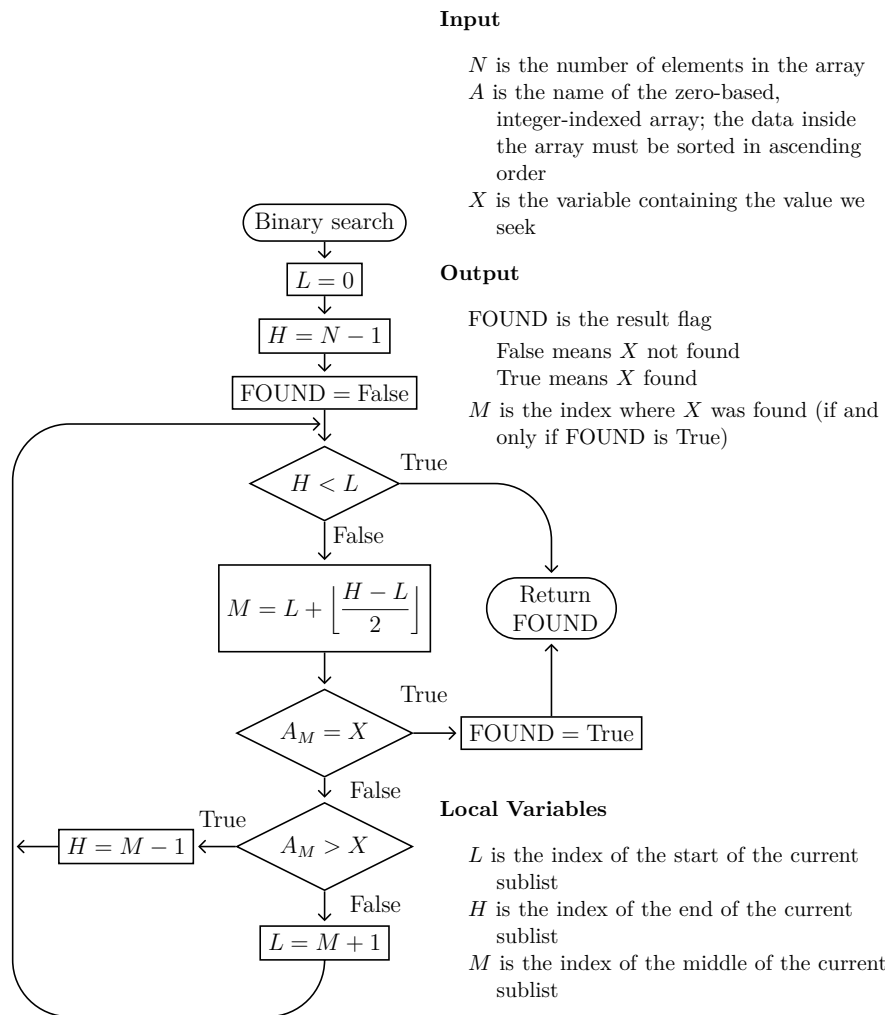 Input
N is the number of elements in the array
A is the name of the zero-based,
integer-indexed array; the data inside
the array must be sorted in ascending
order
X is the variable containing the value we
seek
Output
FOUND is the result flag
False means X not found
True means X found
M is the index where X was found (if and
only if FOUND is True)
Binary search
L = 0
H = N − 1
FOUND = False
H < L
True
False
M = L + ⌊(H − L)/2⌋
Return
FOUND
A_M = X
True
FOUND = True
False
A_M > X
True
H = M − 1
False
L = M + 1
Local Variables
L is the index of the start of the current
sublist
H is the index of the end of the current
sublist
M is the index of the middle of the current
sublist